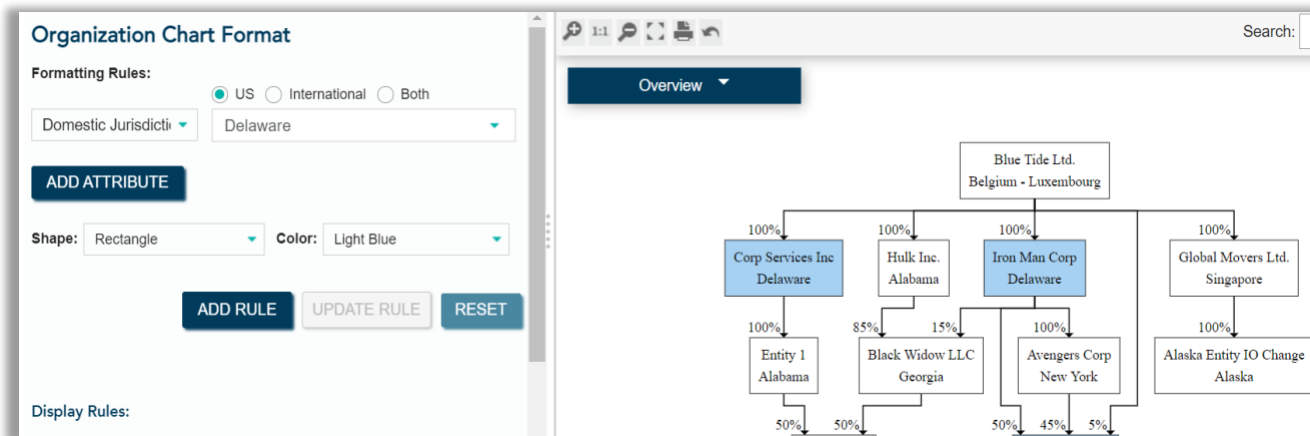 Organization Chart Format
Formatting Rules:
US International Both
Domestic Jurisdictic Delaware
ADD ATTRIBUTE
Shape: Rectangle Color: Light Blue
ADD RULE UPDATE RULE RESET
Display Rules:
1:1 Search:
Overview
Blue Tide Ltd.
Belgium - Luxembourg
100% 100% 100% 100%
Corp Services Inc Hulk Inc. Iron Man Corp Global Movers Ltd.
Delaware Alabama Delaware Singapore
100% 85% 15% 100% 100%
Entity 1 Black Widow LLC Avengers Corp Alaska Entity IO Change
Alabama Georgia New York Alaska
50% 50% 50% 45% 5%